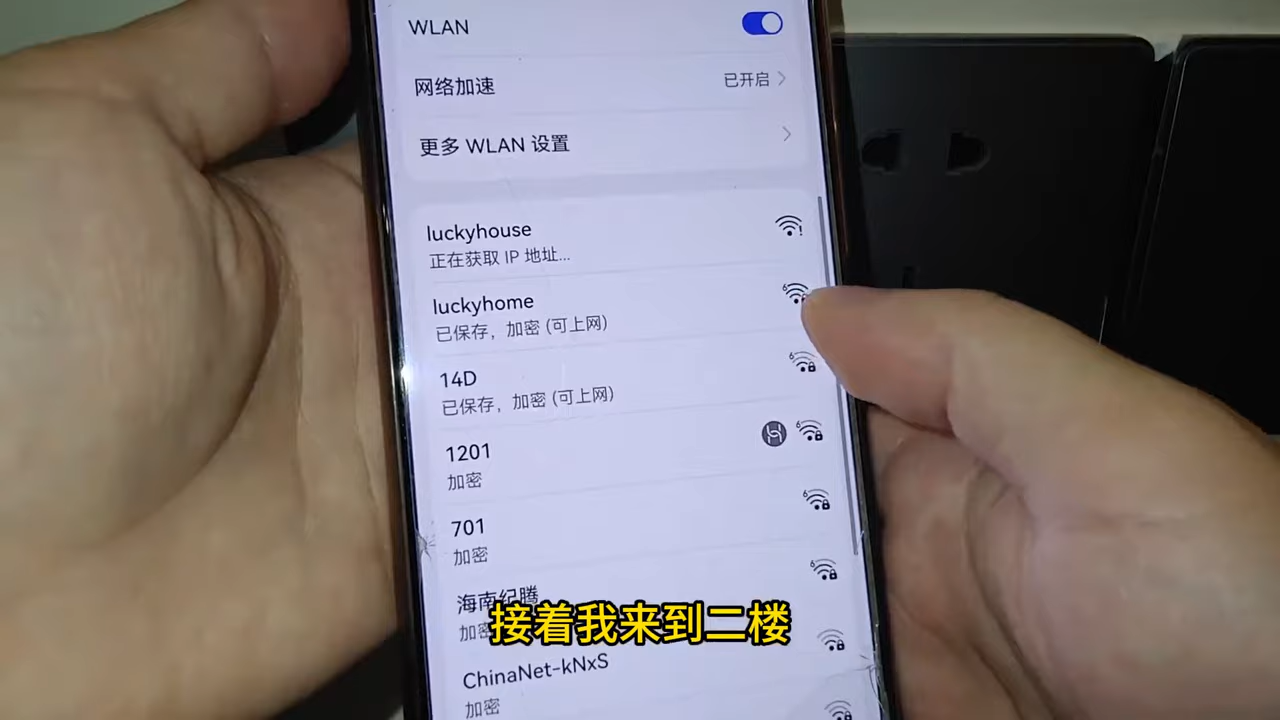 WLAN
网络加速 已开启
更多 WLAN 设置
luckyhouse
正在获取 IP 地址...
luckyhome
已保存，加密 (可上网)
14D
已保存，加密 (可上网)
1201
加密
701
加密
海南纪腾
加密
接着我来到二楼
ChinaNet-kNxS
加密